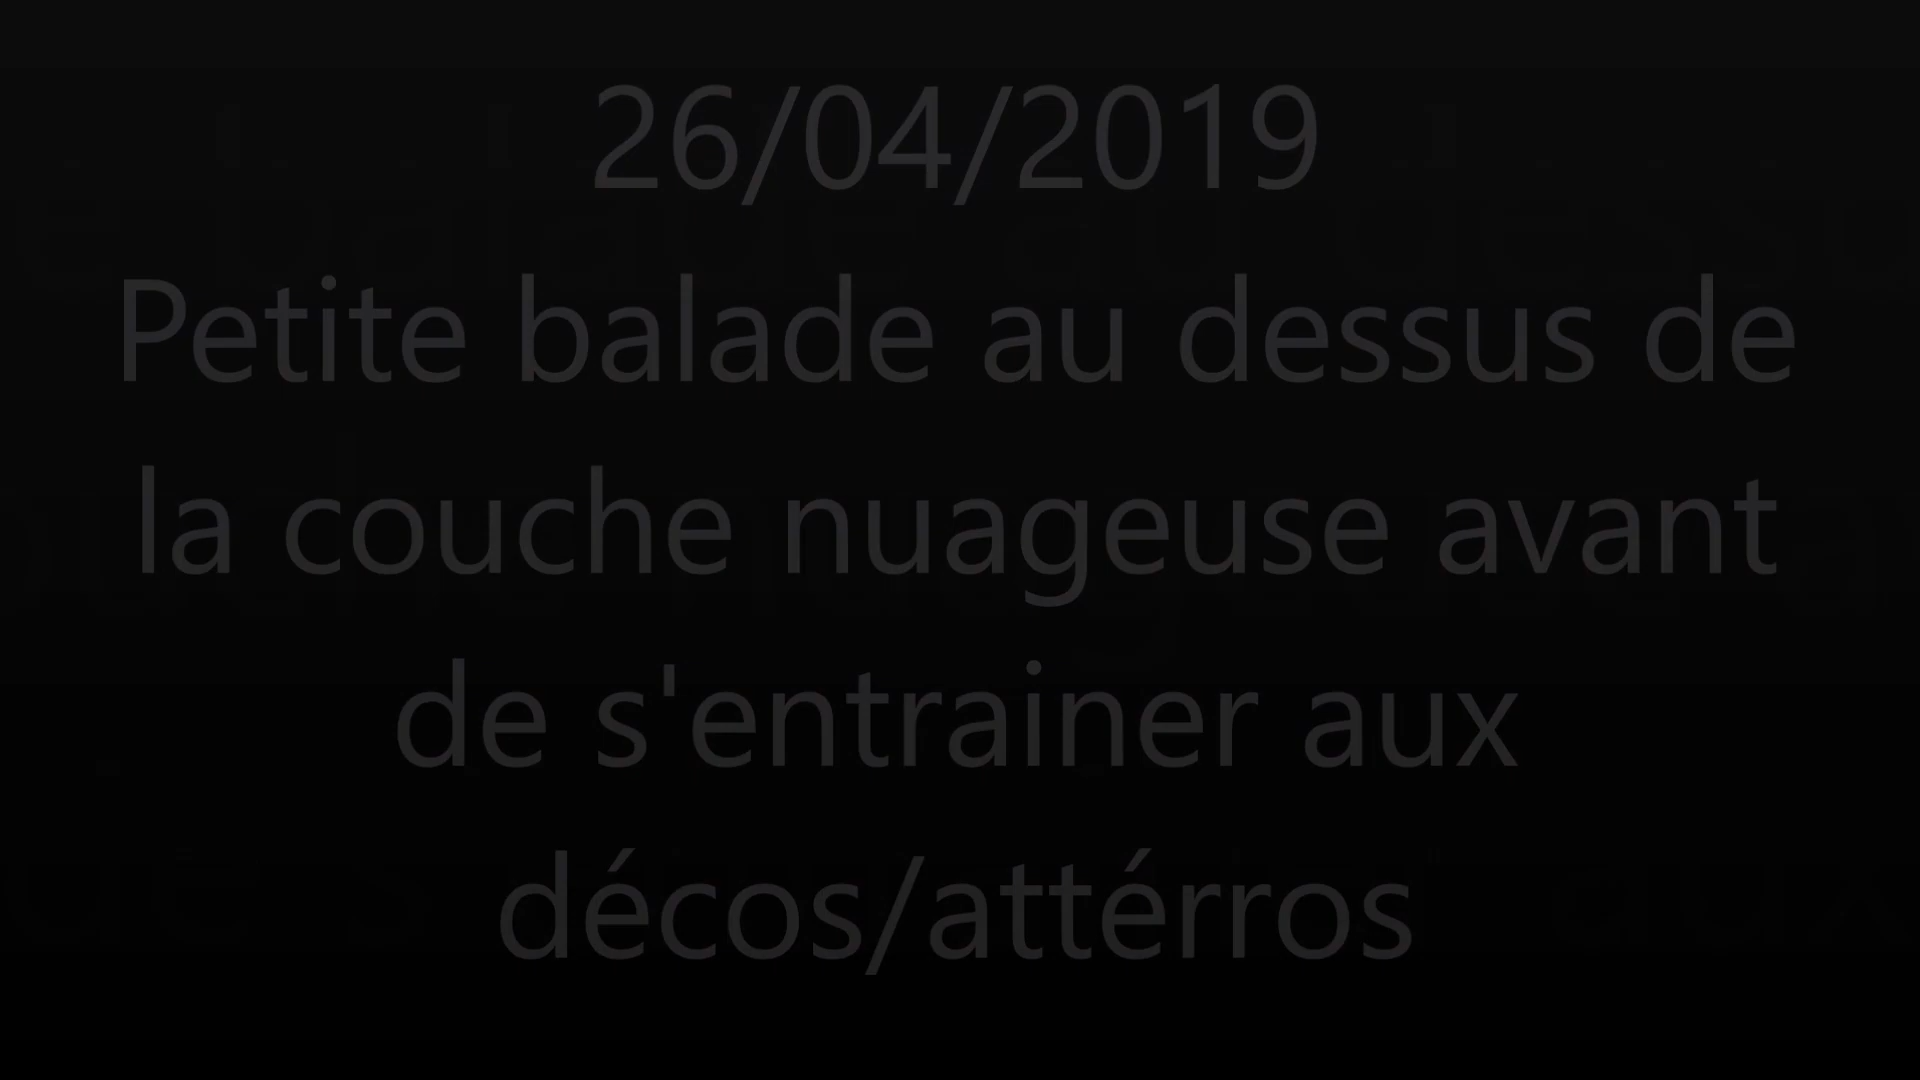 26/04/2019
Petite balade au dessus de
la couche nuageuse avant
de s'entrainer aux
décos/attérros